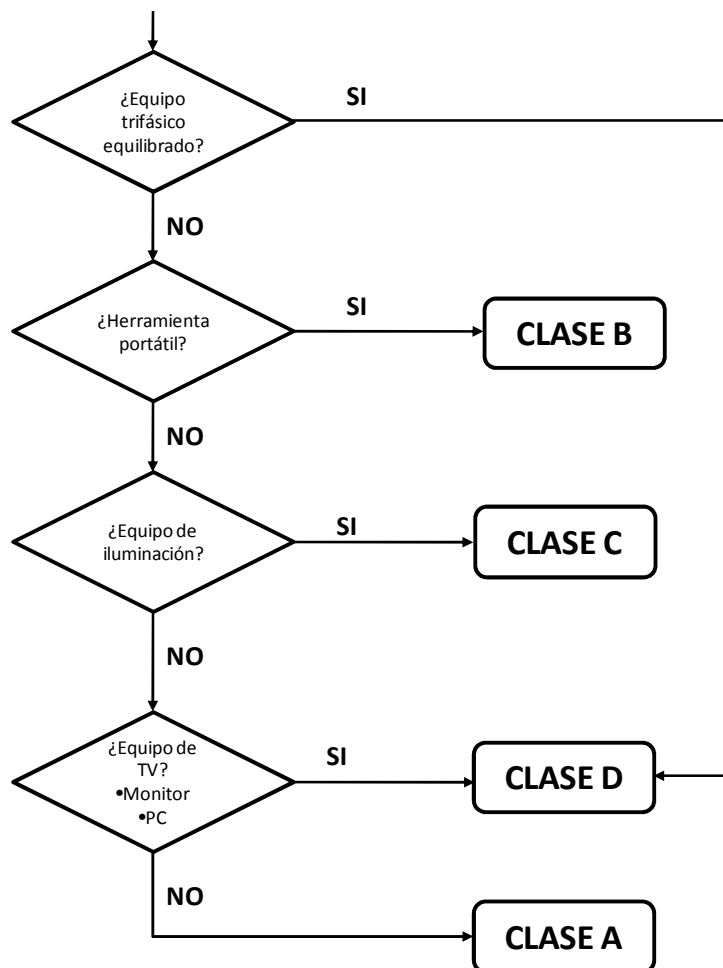 ¿Equipo
trifásico
equilibrado?
SI
NO
¿Herramienta
portátil?
SI
CLASE B
NO
¿Equipo de
iluminación?
SI
CLASE C
NO
¿Equipo de
TV?
•Monitor
•PC
SI
CLASE D
NO
CLASE A